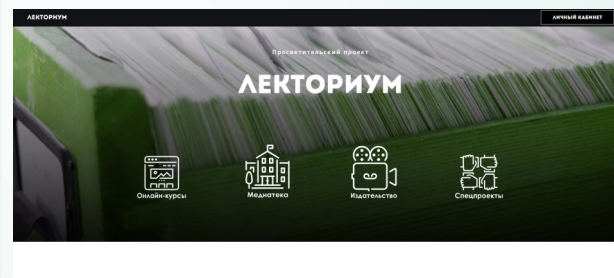 ЛЕКТОРИУМ
ЛИЧНЫЙ КАБИНЕТ
Просветительский проект
ЛЕКТОРИУМ
Онлайн-курсы
Медиатека
Издательство
Спецпроекты